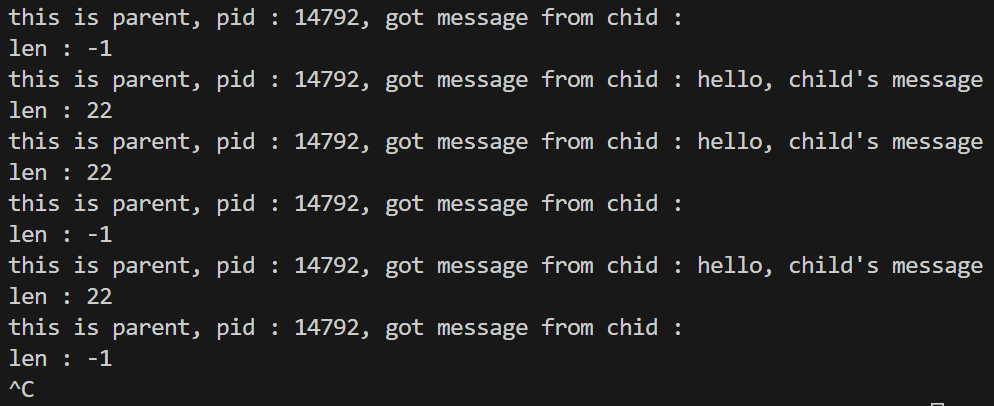 this is parent, pid : 14792, got message from chid :
len : -1
this is parent, pid : 14792, got message from chid : hello, child's message
len : 22
this is parent, pid : 14792, got message from chid : hello, child's message
len : 22
this is parent, pid : 14792, got message from chid :
len : -1
this is parent, pid : 14792, got message from chid : hello, child's message
len : 22
this is parent, pid : 14792, got message from chid :
len : -1
^C